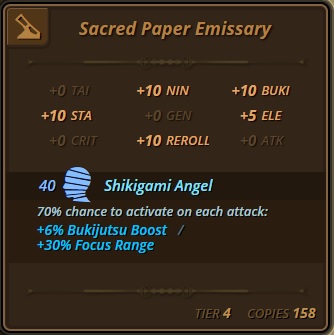 Sacred Paper Emissary
+0 TAI +10 NIN +10 BUKI
+10 STA +0 GEN +5 ELE
+0 CRIT +10 REROLL +0 ATK
40 Shikigami Angel
70% chance to activate on each attack:
+6% Bukijutsu Boost /
+30% Focus Range
TIER 4 COPIES 158